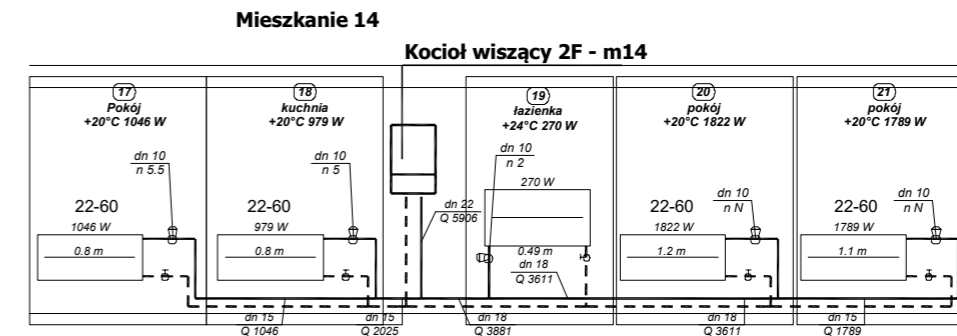 Mieszkanie 14
Kocioł wiszący 2F - m14
17
Pokój
+20°C 1046 W
18
kuchnia
+20°C 979 W
19
łazienka
+24°C 270 W
20
pokój
+20°C 1822 W
21
pokój
+20°C 1789 W
dn 10
n 5.5
dn 10
n 5
dn 10
n 2
dn 10
n N
dn 10
n N
270 W
dn 22
Q 5906
22-60
1046 W
0.8 m
22-60
979 W
0.8 m
0.49 m
dn 18
Q 3611
22-60
1822 W
1.2 m
22-60
1789 W
1.1 m
dn 15
Q 1046
dn 15
Q 2025
dn 18
Q 3881
dn 18
Q 3611
dn 15
Q 1789